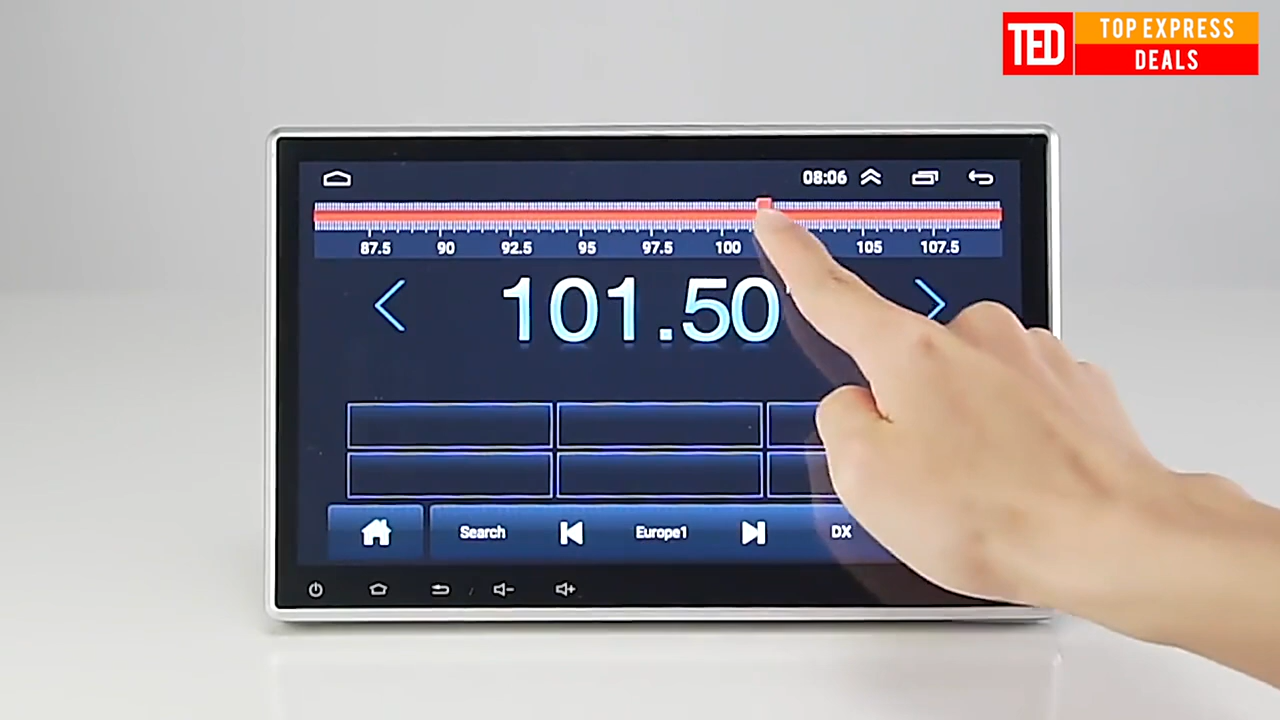 TED TOP EXPRESS
DEALS
08:06
87.5 90 92.5 95 97.5 100 105 107.5
101.50
Search Europe1 DX